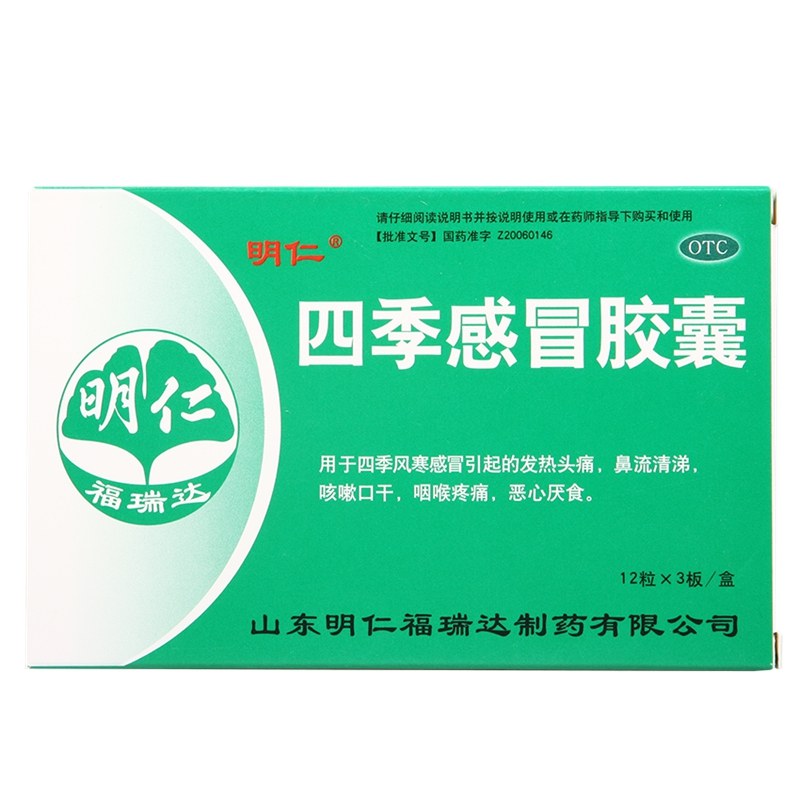 请仔细阅读说明书并按说明使用或在药师指导下购买和使用
【批准文号】国药准字 Z20060146
明仁®
OTC
四季感冒胶囊
明仁
福瑞达
用于四季风寒感冒引起的发热头痛，鼻流清涕，
咳嗽口干，咽喉疼痛，恶心厌食。
12粒×3板/盒
山东明仁福瑞达制药有限公司